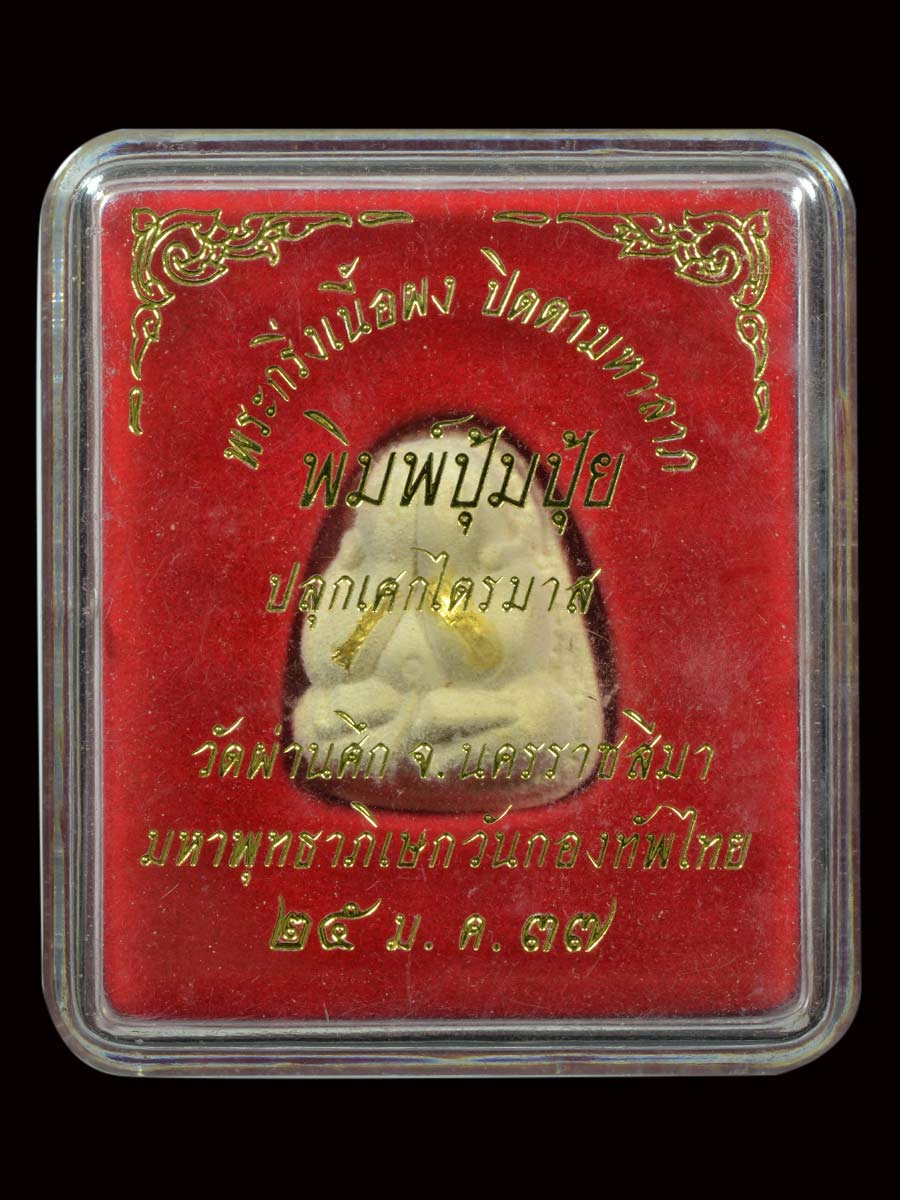 พระกริ่งเนื้อผง ปิดตามหาลาภ
พิมพ์ปุ้มปุ้ย
ปลุกเศกไตรมาส
วัดผ่านศึก จ.นครราชสีมา
มหาพุทธาภิเษกวันกองทัพไทย
๒๕ ม.ค.๓๗